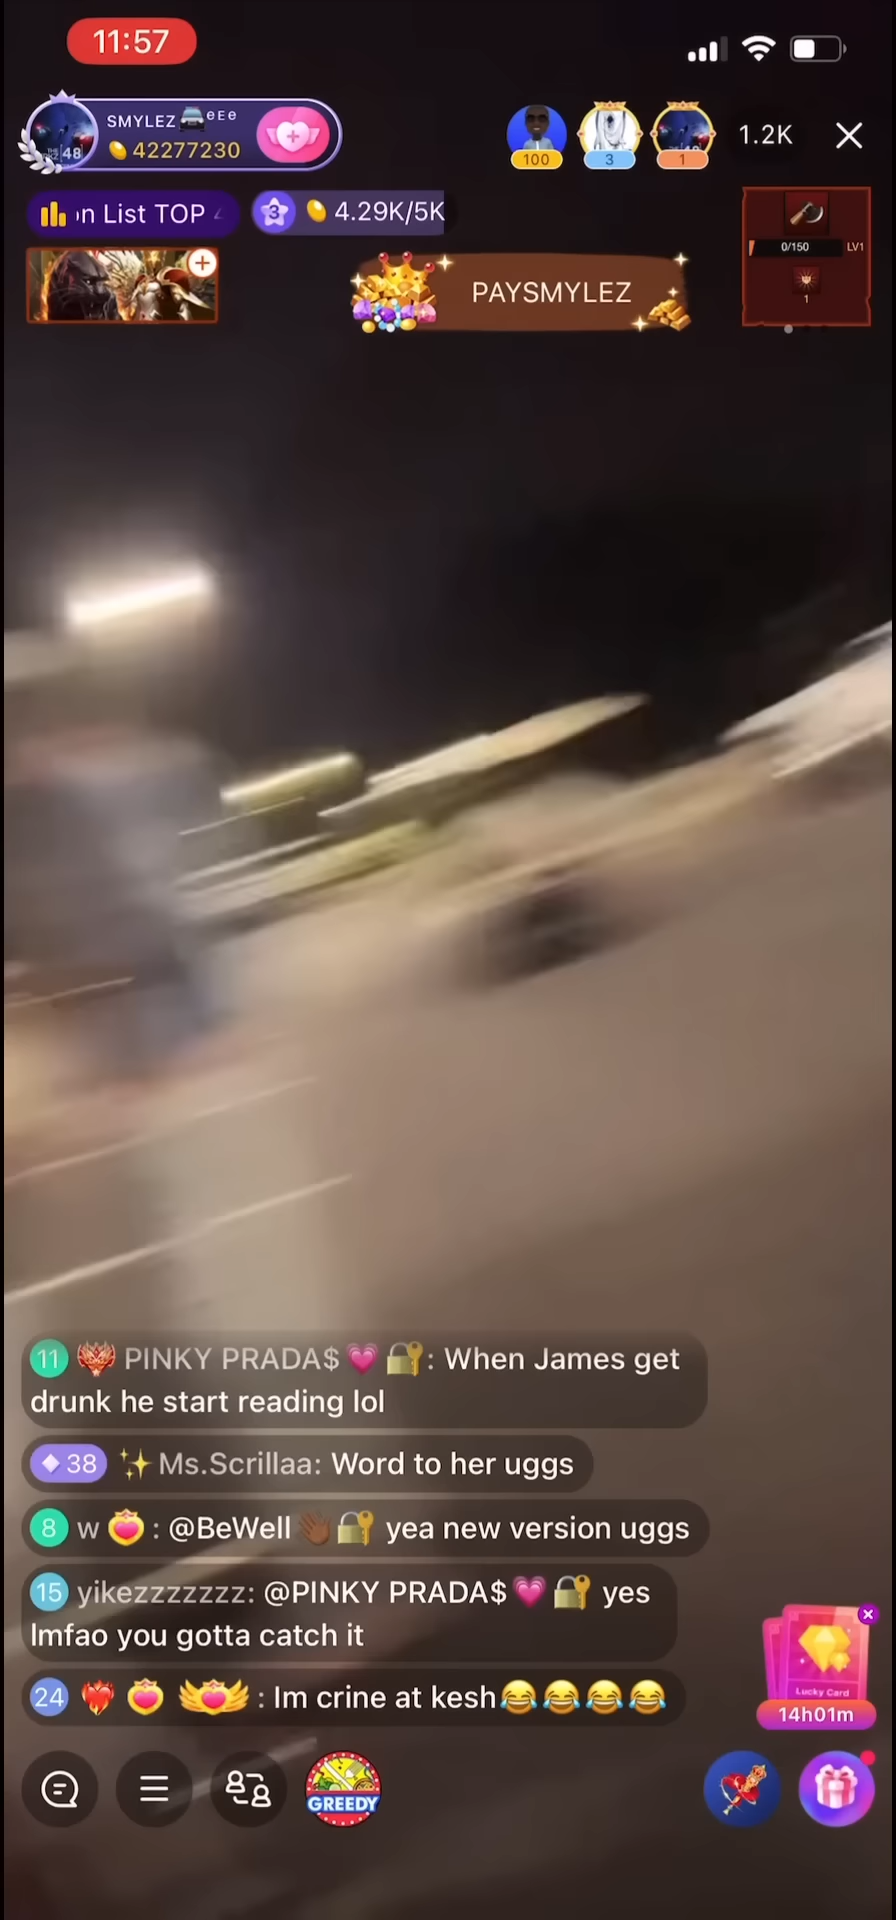 11:57
SMYLEZ🚘ᵉᴱᵉ
48
42277230
100
3
1
1.2K
n List TOP
3
4.29K/5K
0/150
LV1
1
PAYSMYLEZ
11 PINKY PRADA$💗🔐: When James get
drunk he start reading lol
38 ✨Ms.Scrillaa: Word to her uggs
8 w : @BeWell👋🏾🔐 yea new version uggs
15 yikezzzzzzz: @PINKY PRADA$💗🔐 yes
lmfao you gotta catch it
24 : Im crine at kesh😂😂😂😂
Lucky Card
14h01m
GREEDY